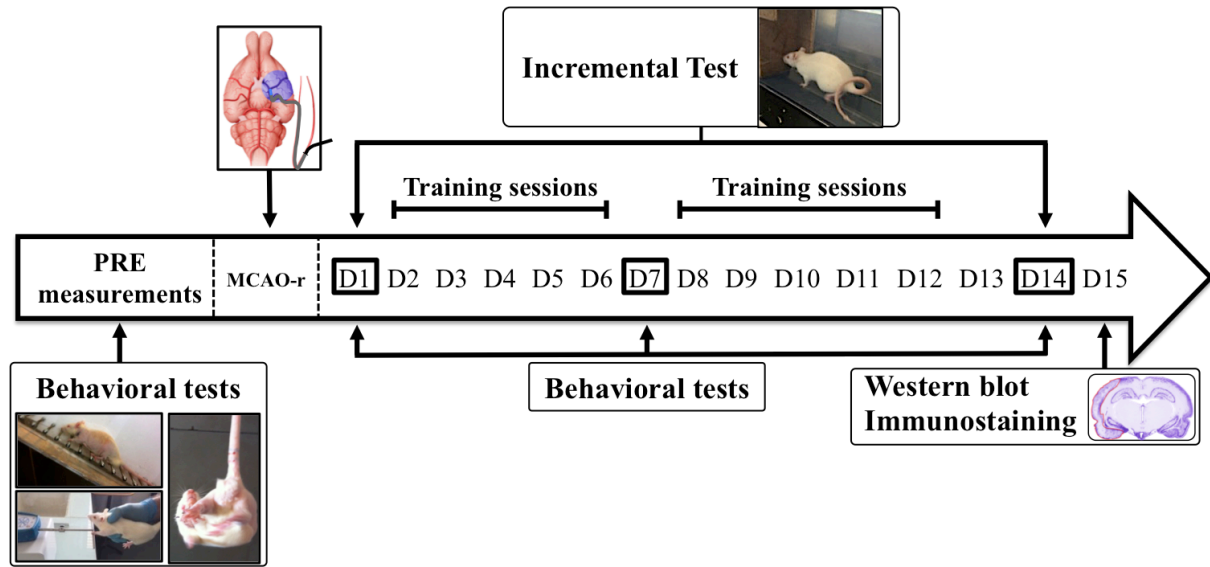 Incremental Test
Training sessions
Training sessions
PRE
measurements
MCAO-r
D1 D2 D3 D4 D5 D6 D7 D8 D9 D10 D11 D12 D13 D14 D15
Behavioral tests
Behavioral tests
Western blot
Immunostaining